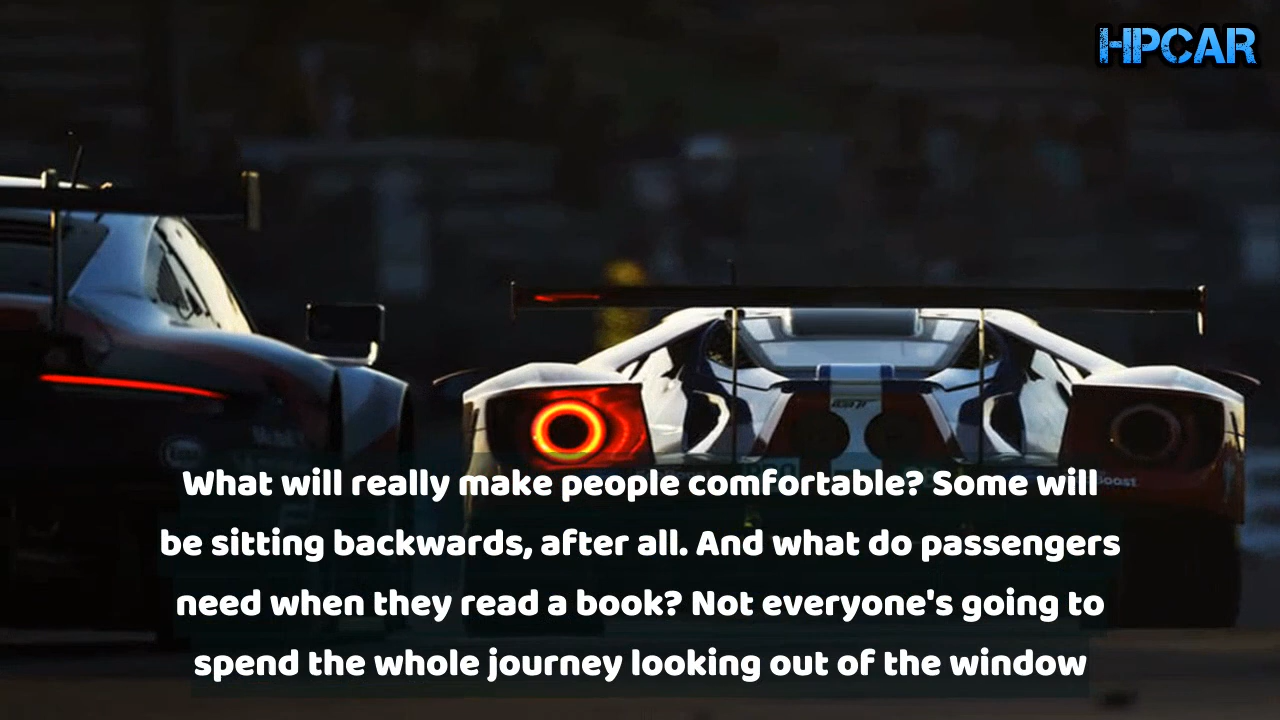 HPCAR
What will really make people comfortable? Some will
be sitting backwards, after all. And what do passengers
need when they read a book? Not everyone's going to
spend the whole journey looking out of the window